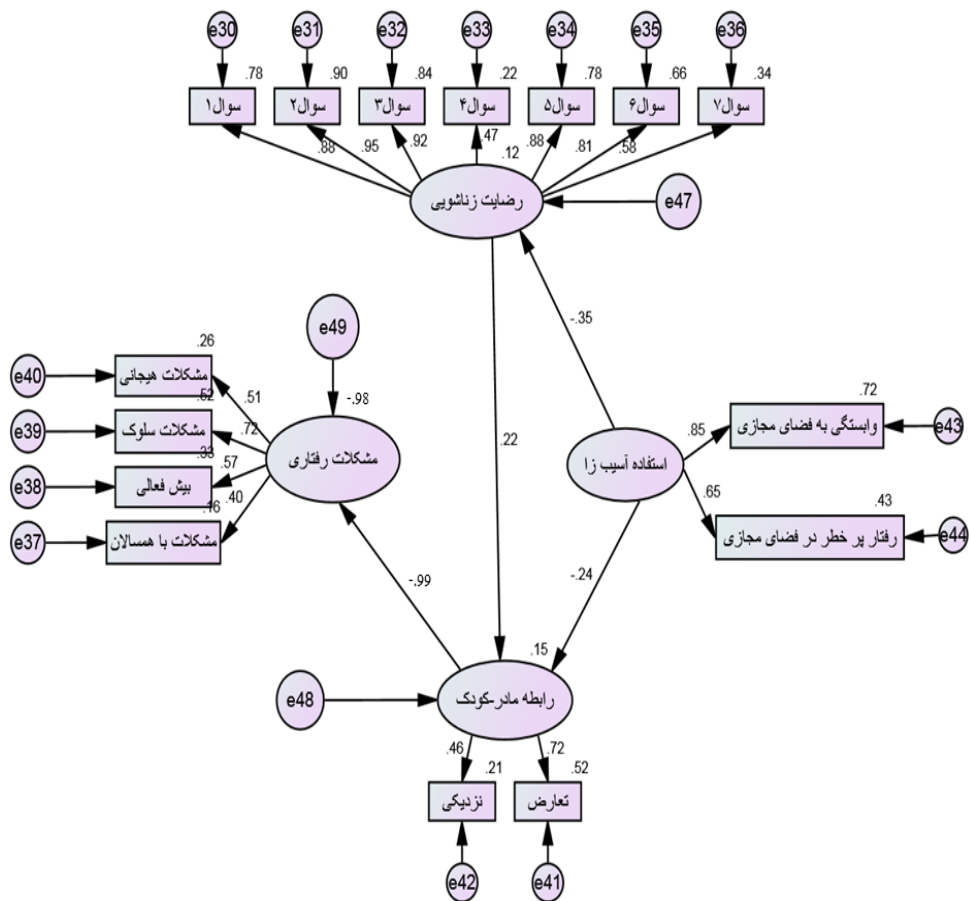 e30 e31 e32 e33 e34 e35 e36
.78 .90 .84 .22 .78 .66 .34
سوال۱ سوال۲ سوال۳ سوال۴ سوال۵ سوال۶ سوال۷
.88 .95 .92 .47 .88 .81 .58
.12
رضایت زناشویی
e47
-.35
e49
-.98
.26
e40
مشکلات هیجانی
.51
.52
e39
مشکلات سلوک
.72
.33
e38
بیش فعالی
.57
.16
e37
مشکلات با همسالان
.40
مشکلات رفتاری
.22
استفاده آسیب زا
.85
.72
وابستگی به فضای مجازی
e43
.65
.43
رفتار پر خطر در فضای مجازی
e44
-.99
-.24
.15
e48
رابطه مادر-کودک
.46 .72
.21 .52
نزدیکی تعارض
e42 e41